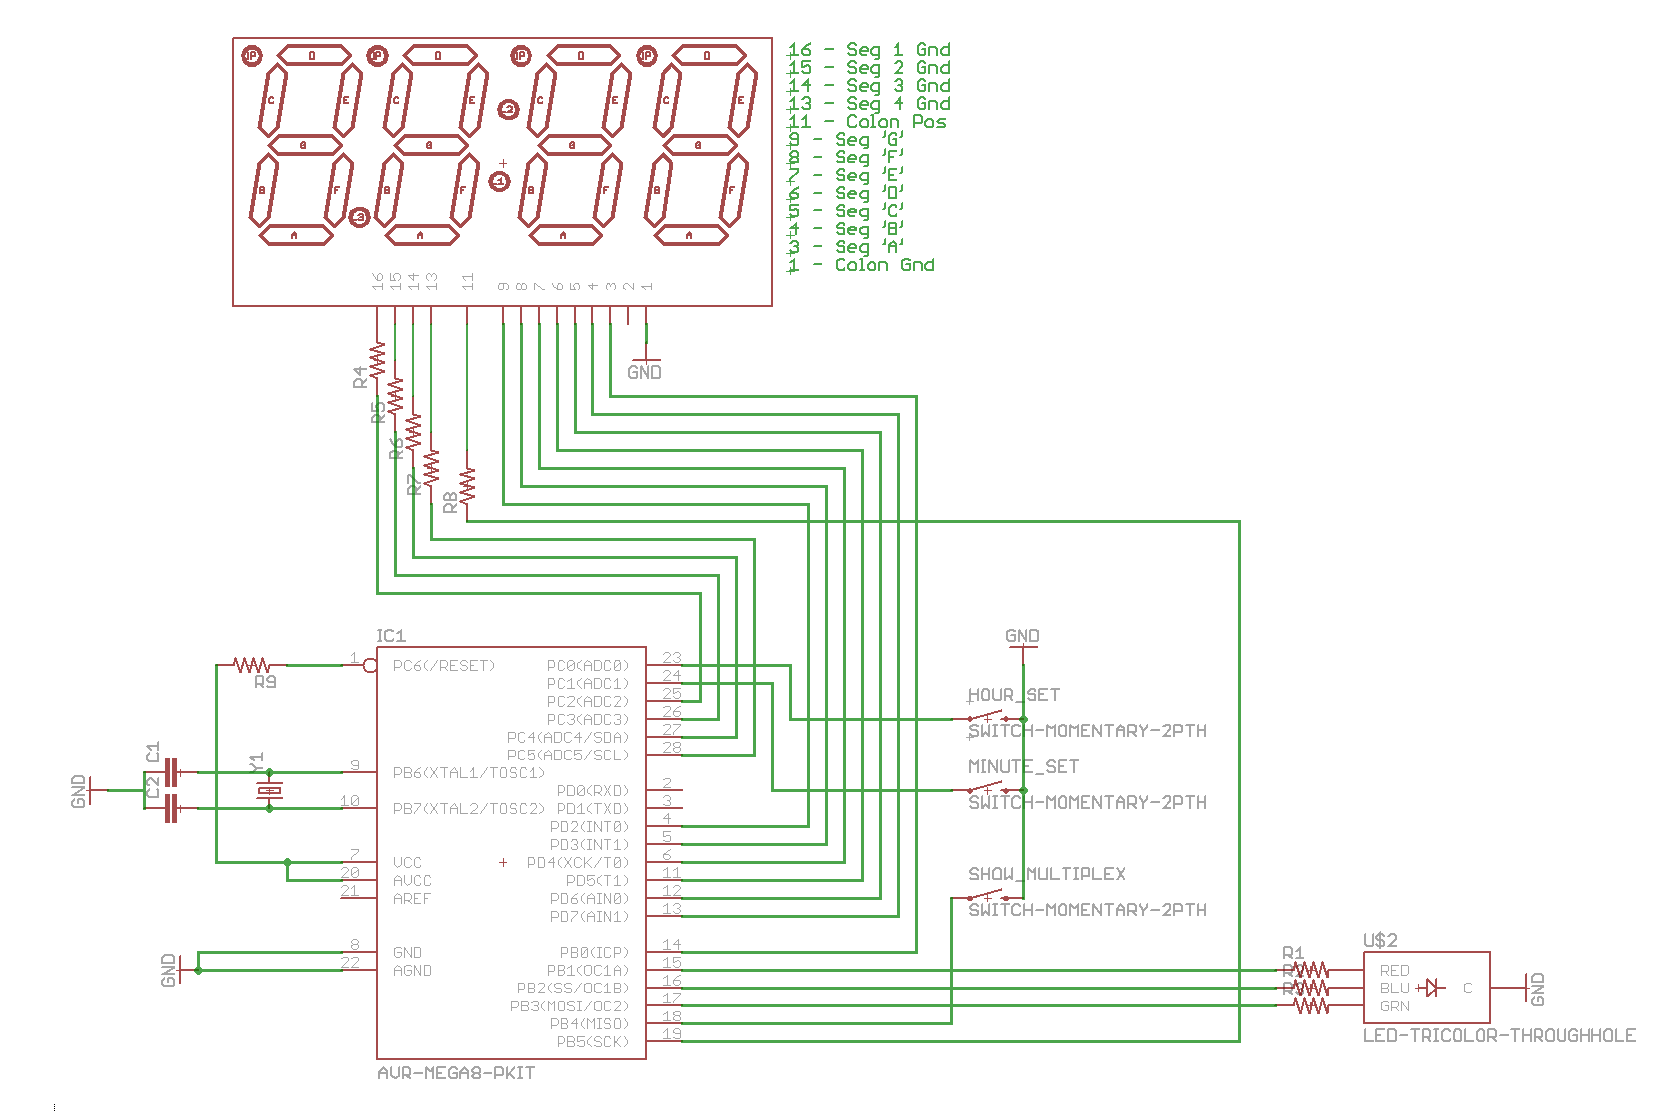 16 - Seg 1 Gnd
15 - Seg 2 Gnd
14 - Seg 3 Gnd
13 - Seg 4 Gnd
11 - Colon Pos
9 - Seg 'G'
8 - Seg 'F'
7 - Seg 'E'
6 - Seg 'D'
5 - Seg 'C'
4 - Seg 'B'
3 - Seg 'A'
1 - Colon Gnd
D D D D
C E C E C E C E
G G G G
B F B F B F B F
A A A A
16 15 14 13 11 9 8 7 6 5 4 3 2 1
R4
R5
R6
R7
R8
GND
IC1
1 PC6(/RESET)
R9
9 PB6(XTAL1/TOSC1)
10 PB7(XTAL2/TOSC2)
7 VCC
20 AVCC
21 AREF
8 GND
22 AGND
C1
C2
Y1
GND
GND
PC0(ADC0) 23
PC1(ADC1) 24
PC2(ADC2) 25
PC3(ADC3) 26
PC4(ADC4/SDA) 27
PC5(ADC5/SCL) 28
PD0(RXD) 2
PD1(TXD) 3
PD2(INT0) 4
PD3(INT1) 5
PD4(XCK/T0) 6
PD5(T1) 11
PD6(AIN0) 12
PD7(AIN1) 13
PB0(ICP) 14
PB1(OC1A) 15
PB2(SS/OC1B) 16
PB3(MOSI/OC2) 17
PB4(MISO) 18
PB5(SCK) 19
AVR-MEGA8-PKIT
GND
HOUR_SET
SWITCH-MOMENTARY-2PTH
MINUTE_SET
SWITCH-MOMENTARY-2PTH
SHOW_MULTIPLEX
SWITCH-MOMENTARY-2PTH
R1
U$2
RED
BLU C
GRN
GND
LED-TRICOLOR-THROUGHHOLE